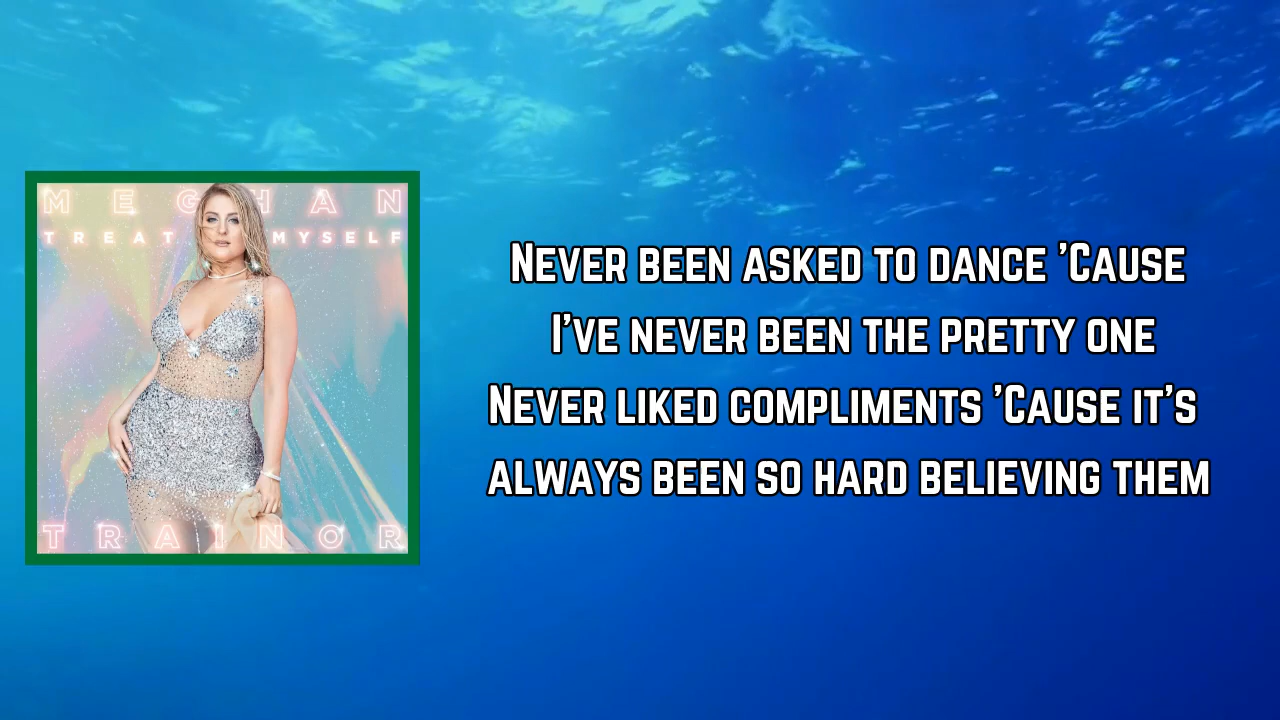 MEGHAN
TREAT MYSELF
TRAINOR
Never been asked to dance 'Cause
I've never been the pretty one
Never liked compliments 'Cause it's
always been so hard believing them